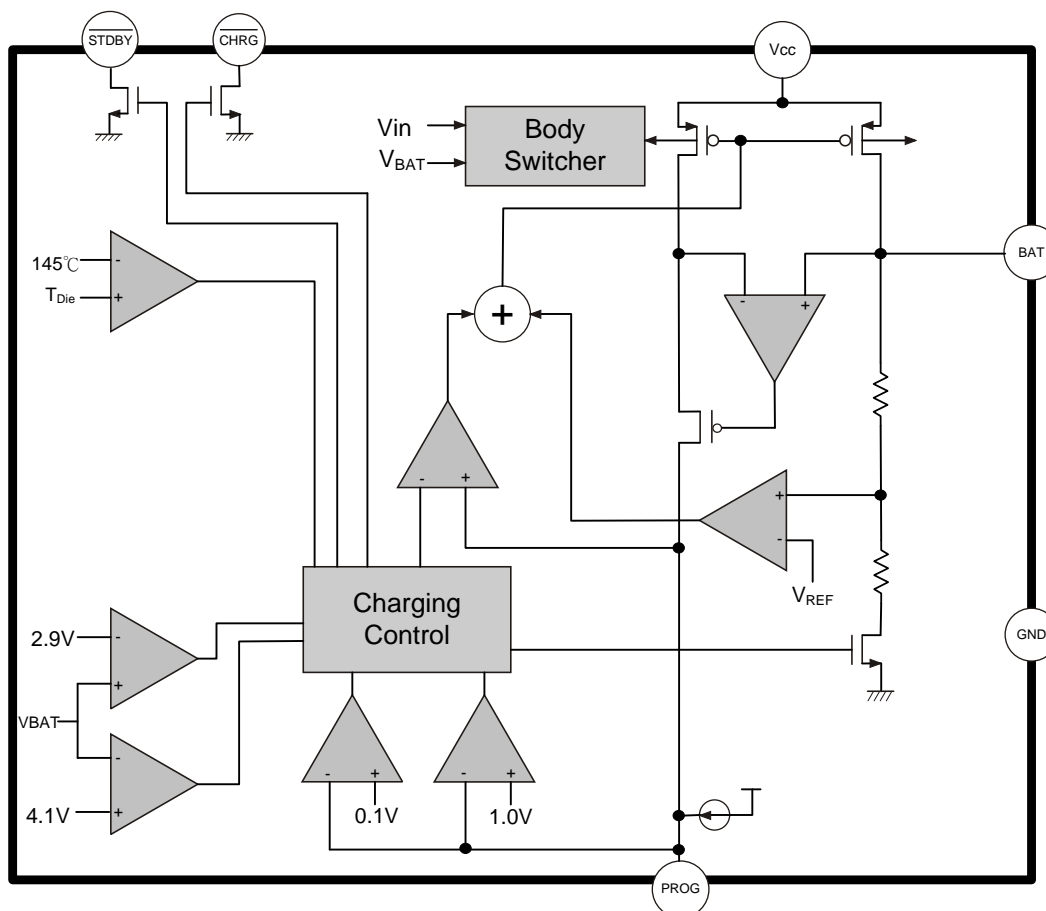 STDBY
CHRG
Vcc
Vin
VBAT
Body
Switcher
145℃
-
TDie
+
BAT
-
+
+
-
+
+
-
VREF
Charging
Control
GND
2.9V
-
+
VBAT
-
4.1V
+
-
+
-
+
0.1V
1.0V
PROG